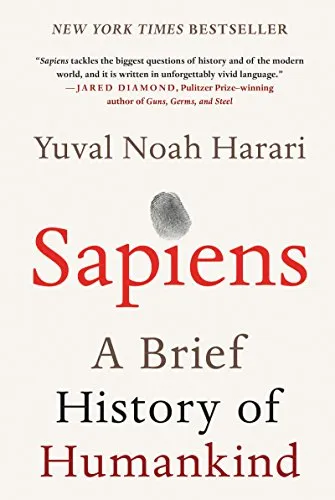 NEW YORK TIMES BESTSELLER
“Sapiens tackles the biggest questions of history and of the modern
world, and it is written in unforgettably vivid language.”
—JARED DIAMOND, Pulitzer Prize–winning
author of Guns, Germs, and Steel
Yuval Noah Harari
Sapiens
A Brief
History of
Humankind